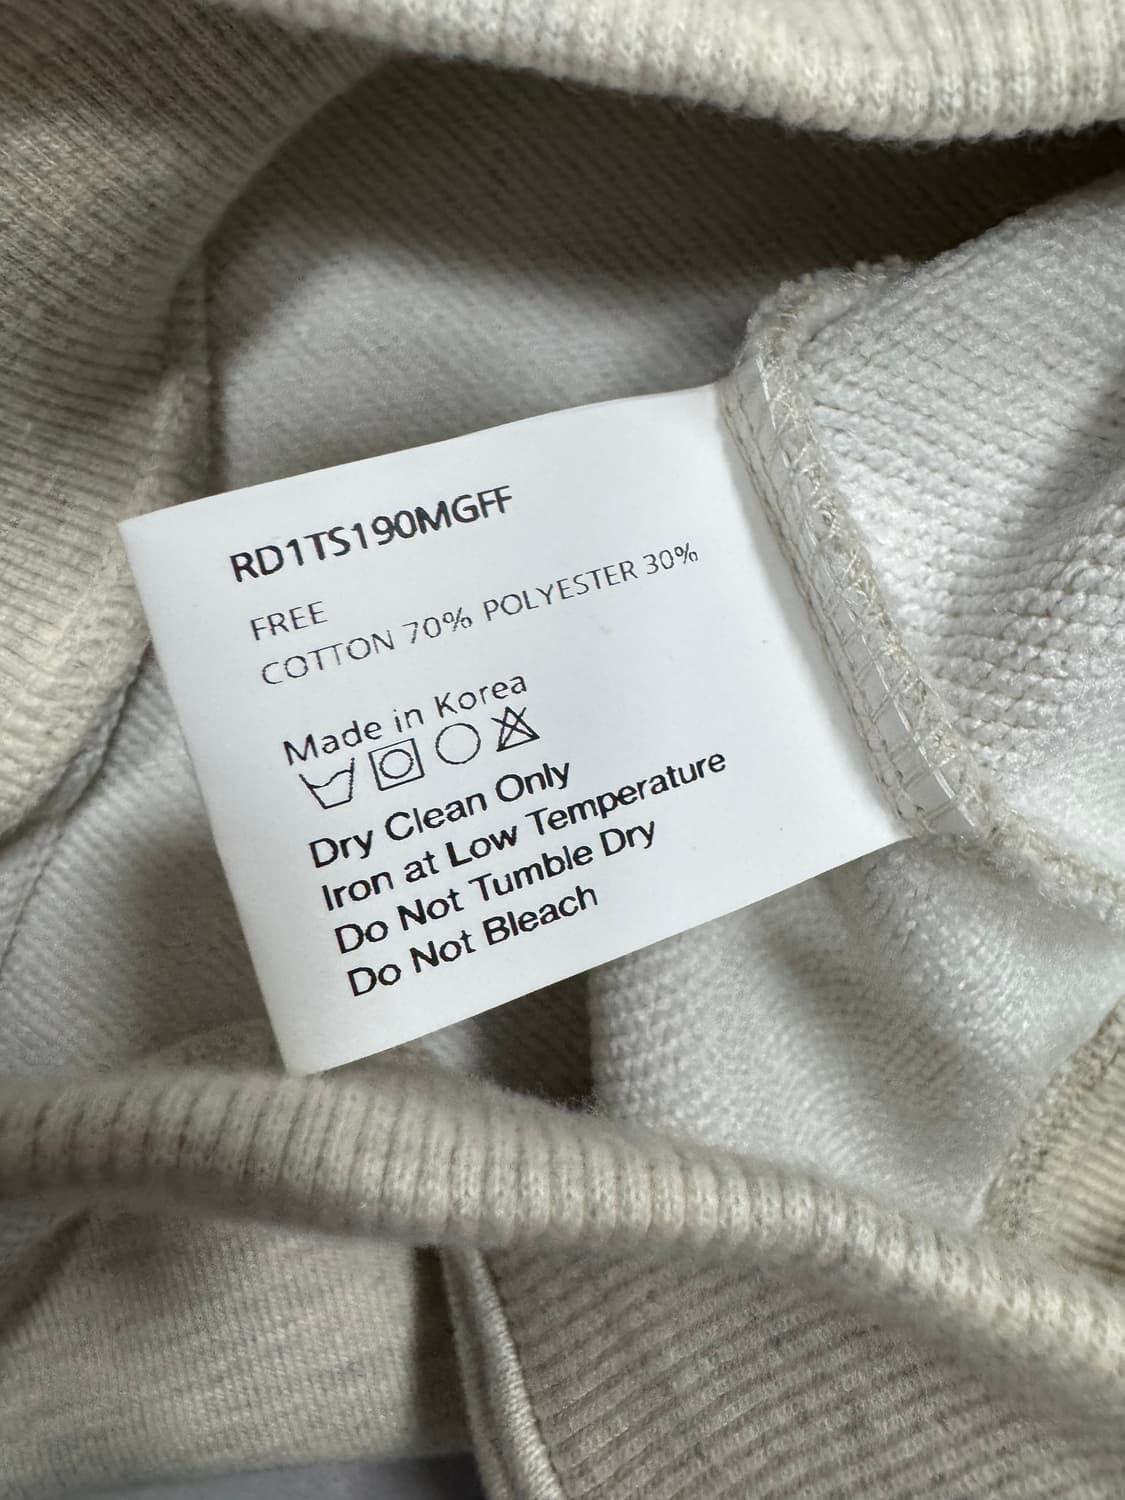 RD1TS190MGFF
FREE
COTTON 70% POLYESTER 30%
Made in Korea
Dry Clean Only
Iron at Low Temperature
Do Not Tumble Dry
Do Not Bleach